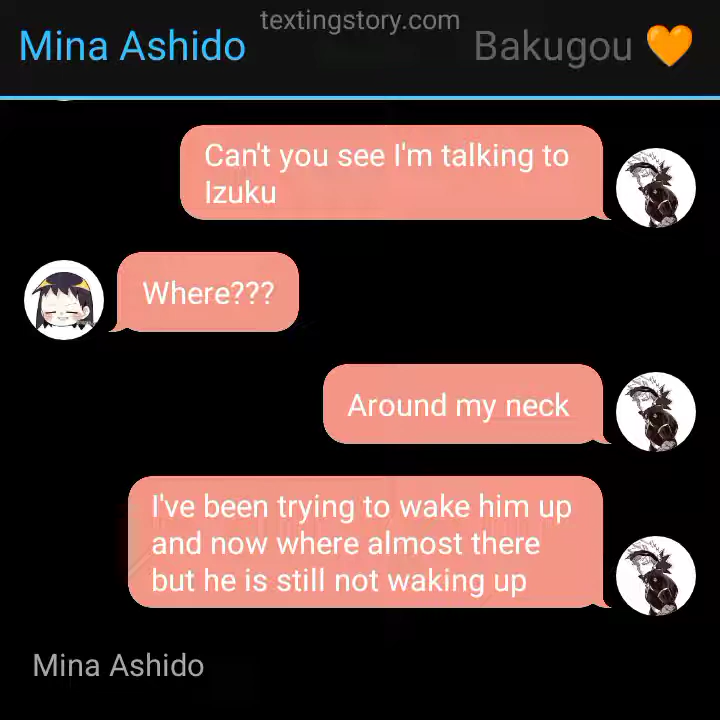 textingstory.com
Mina Ashido
Bakugou 🧡
Can't you see I'm talking to
Izuku
Where???
Around my neck
I've been trying to wake him up
and now where almost there
but he is still not waking up
Mina Ashido